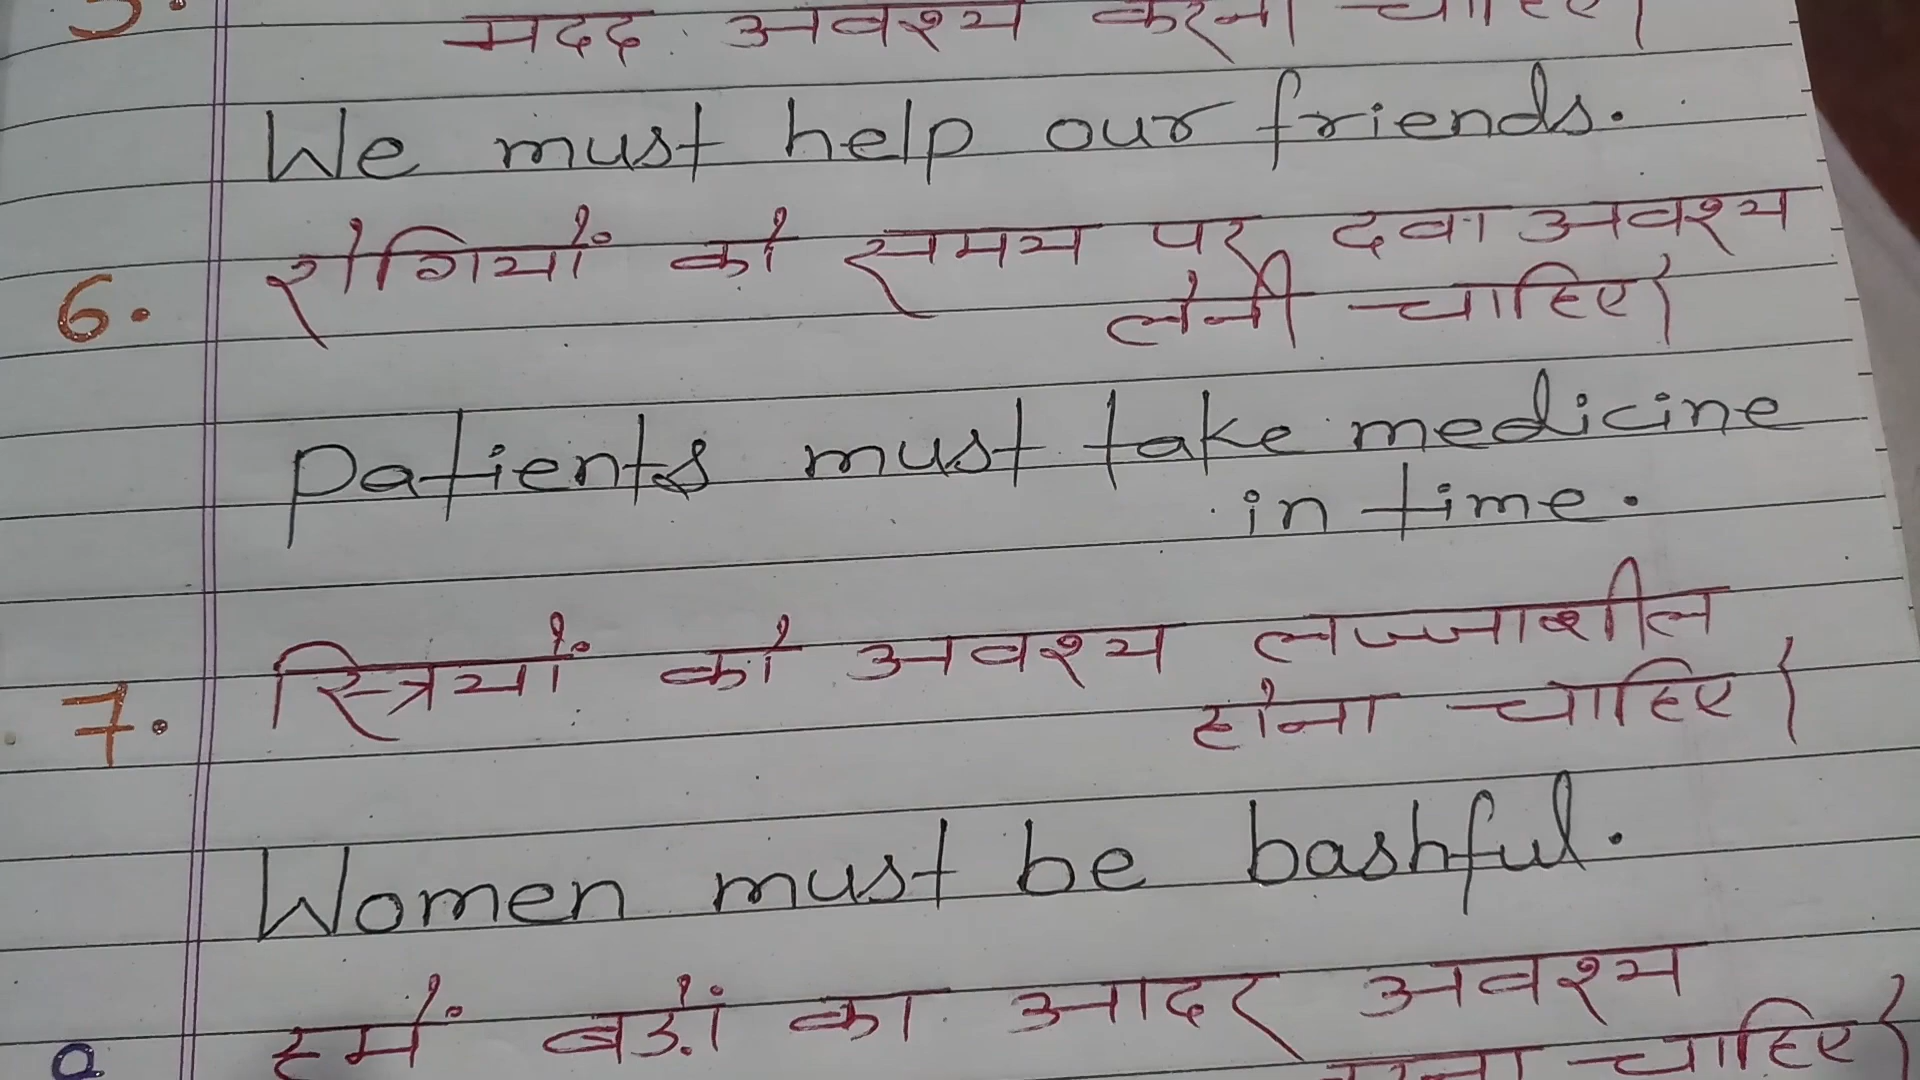 मदद अवश्य करना चाहिए।
We must help our friends.
6. रोगियों को समय पर दवा अवश्य
लेनी चाहिए।
Patients must take medicine
in time.
7. स्त्रियों को अवश्य लज्जाशील
होना चाहिए।
Women must be bashful.
हमें बड़ों का आदर अवश्य
चाहिए।